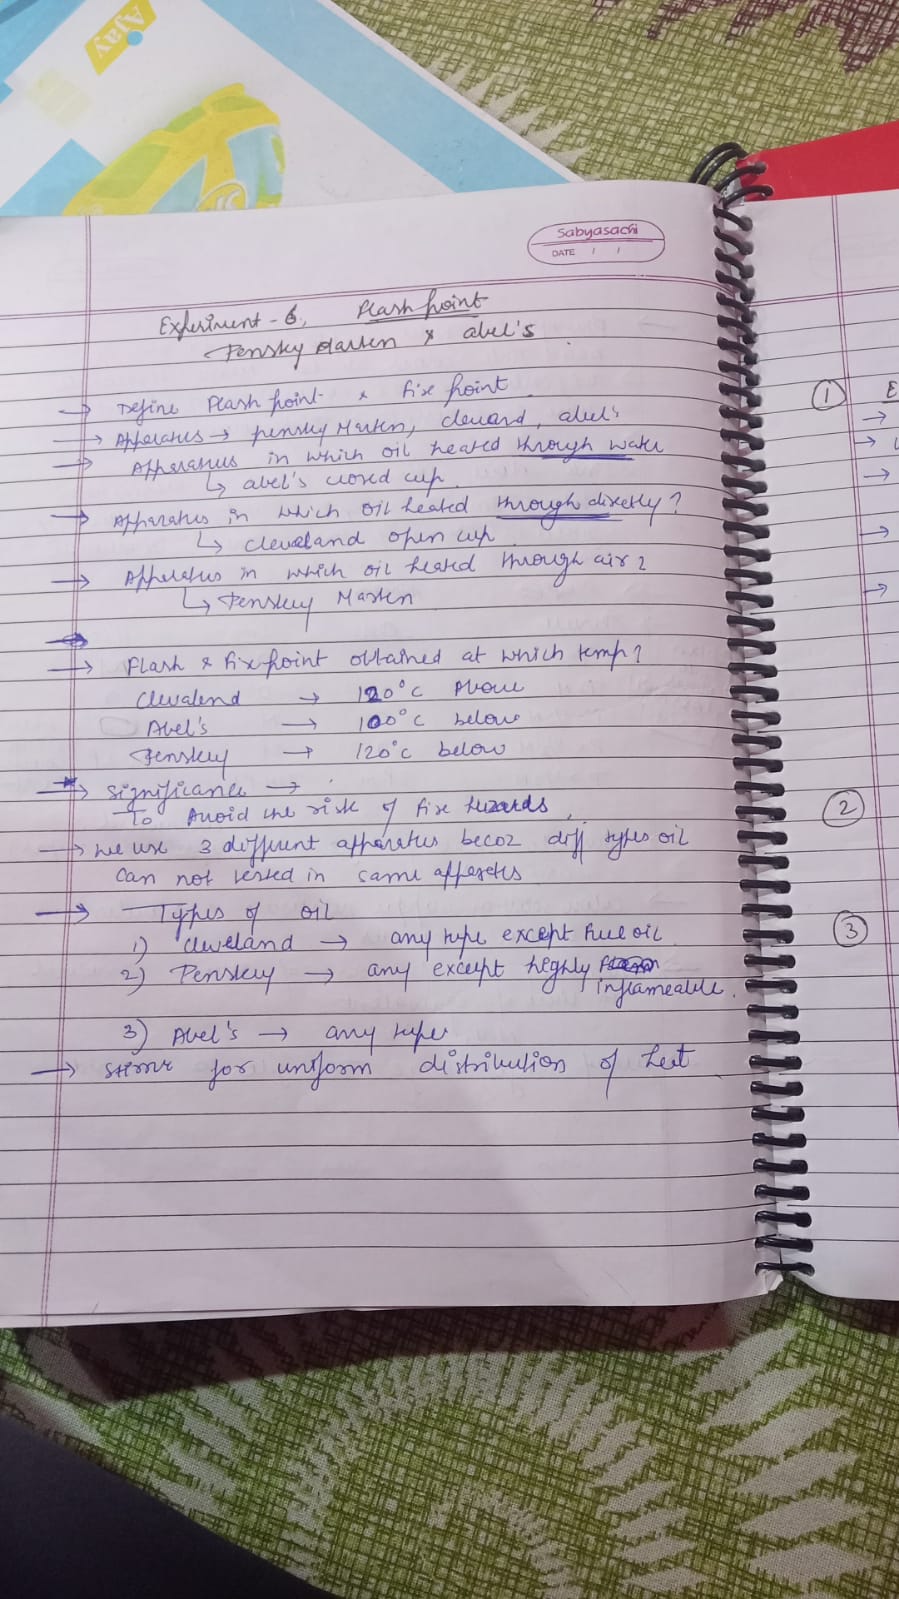 Ajay
Sabyasachi
DATE / /
Experiment - 6. Flash point
Pensky Marten & abel's
→ Define Flash point & Fire point
→ Apparatus → pensky Marten, clevand, abel's
→ Apparatus in which oil heated through water
↳ abel's closed cup.
→ Apparatus in which oil heated through directly?
↳ cleveland open cup
→ Apparatus in which oil heated through air?
↳ Pensky Marten
→
→ Flash & Fire point obtained at which temp?
Clevalend → 120°C Above
Abel's → 100°C below
Pensky → 120°C below
→ Significance →
To Avoid the risk of fire hazards
→ we use 3 different apparatus becoz diff types oil
Can not tested in same
→ Types of oil
1) Cleveland → any type except fuel oil
2) Pensky → any except highly
inflameable.
3) Abel's → any type
→ for uniform distribution of heat
1
2
3